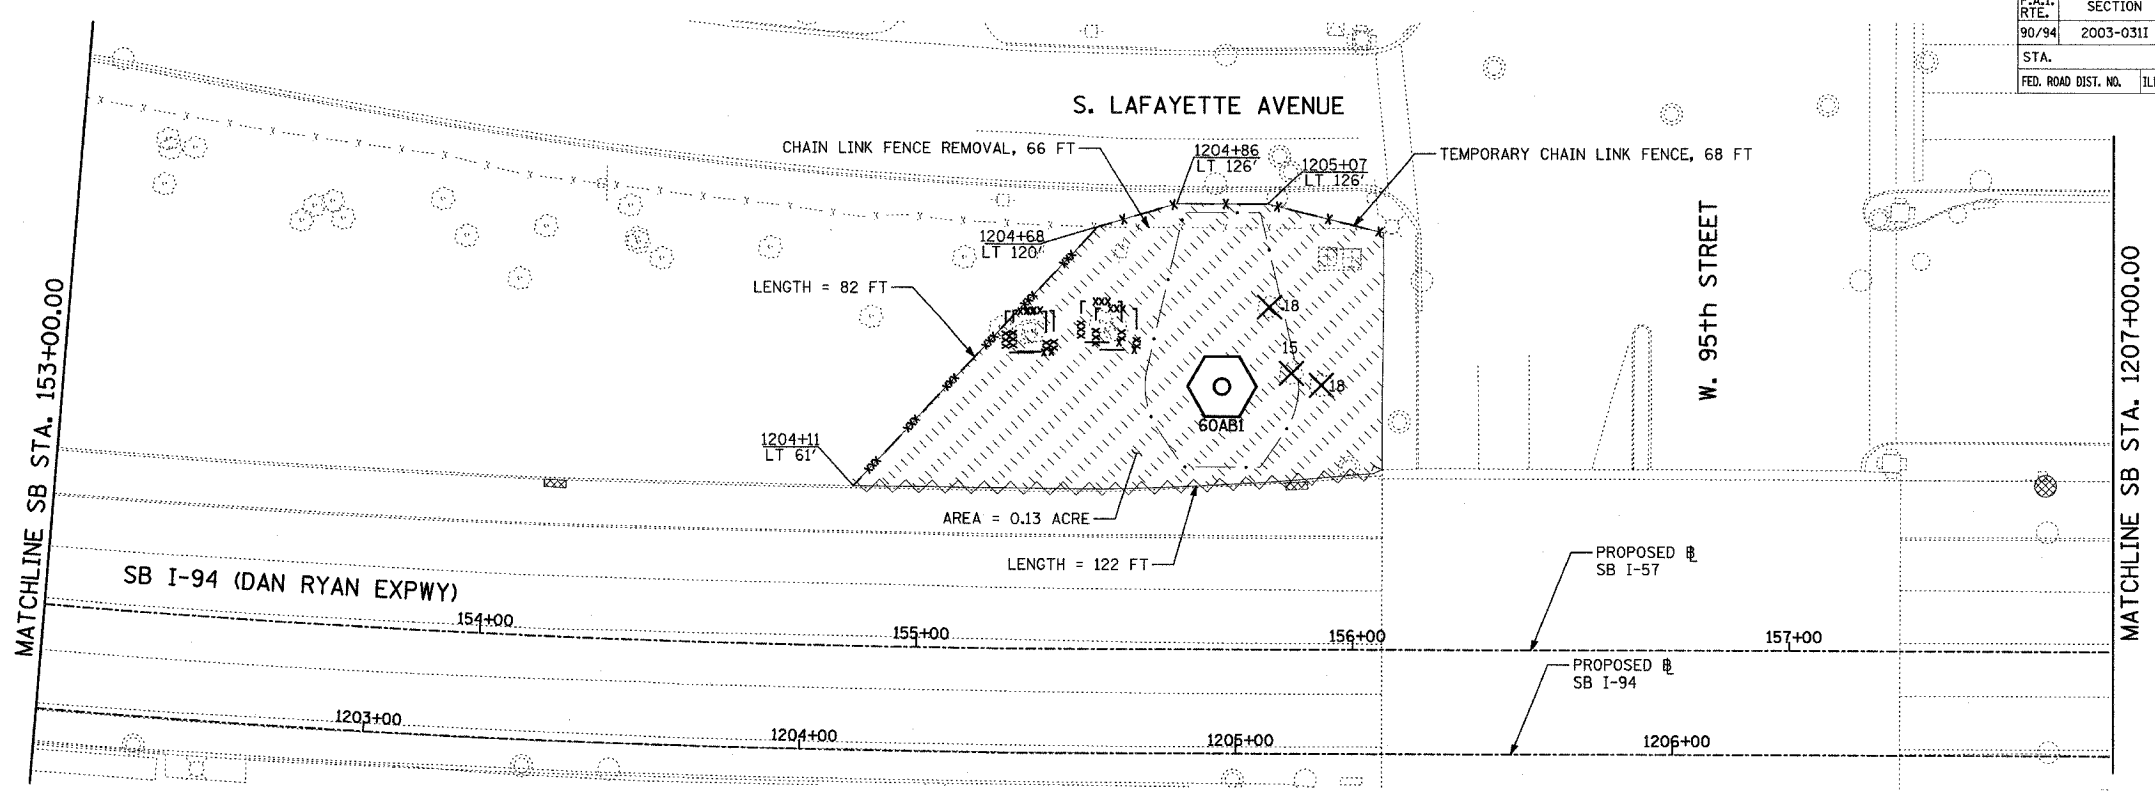 RTE.
SECTION
90/94
2003-031I
STA.
FED. ROAD DIST. NO.
S. LAFAYETTE AVENUE
CHAIN LINK FENCE REMOVAL, 66 FT
1204+86
LT 126'
1205+07
LT 126'
TEMPORARY CHAIN LINK FENCE, 68 FT
1204+68
LT 120'
LENGTH = 82 FT
W. 95th STREET
18
15
18
60AB1
1204+11
LT 61'
AREA = 0.13 ACRE
LENGTH = 122 FT
MATCHLINE SB STA. 153+00.00
MATCHLINE SB STA. 1207+00.00
SB I-94 (DAN RYAN EXPWY)
PROPOSED ℄
SB I-57
154+00
155+00
156+00
157+00
PROPOSED ℄
SB I-94
1203+00
1204+00
1205+00
1206+00